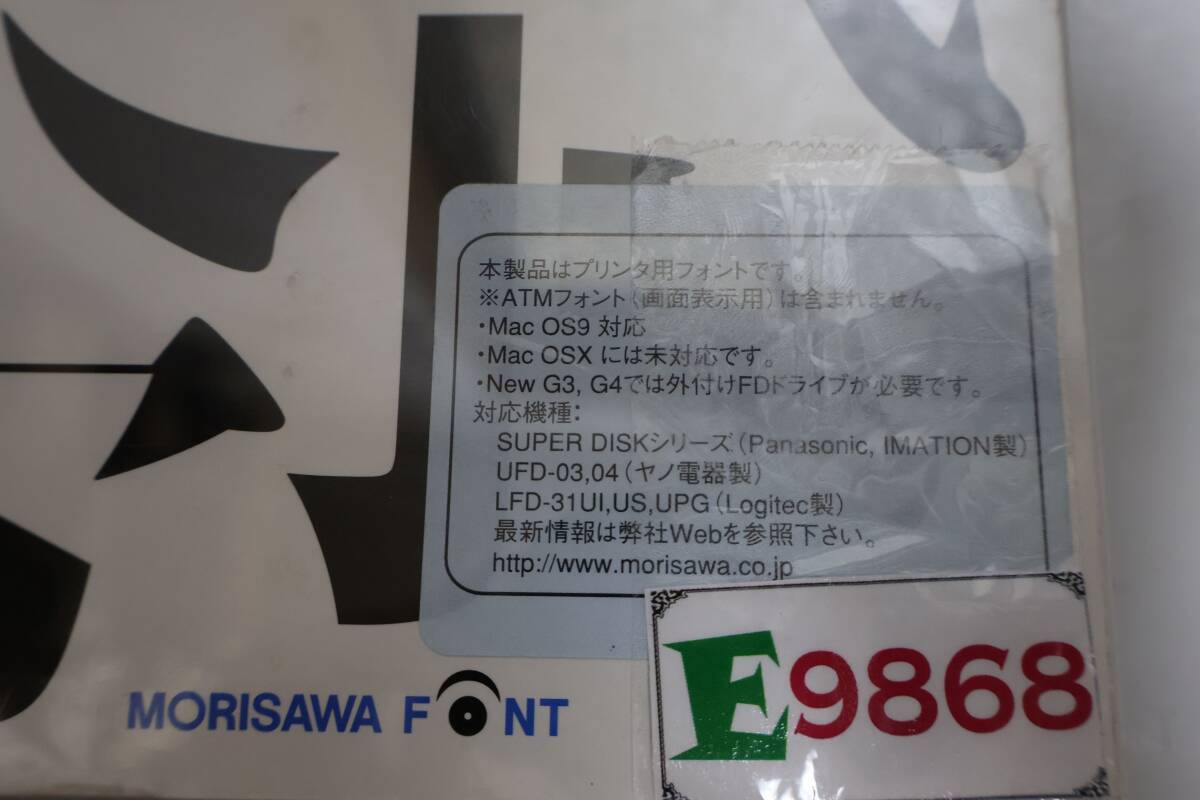 本製品はプリンタ用フォントです。
※ATMフォント(画面表示用)は含まれません。
・Mac OS9 対応
・Mac OSX には未対応です。
・New G3, G4では外付けFDドライブが必要です。
対応機種:
SUPER DISKシリーズ(Panasonic, IMATION製)
UFD-03,04(ヤノ電器製)
LFD-31UI,US,UPG(Logitec製)
最新情報は弊社Webを参照下さい。
http://www.morisawa.co.jp
MORISAWA FONT
E9868